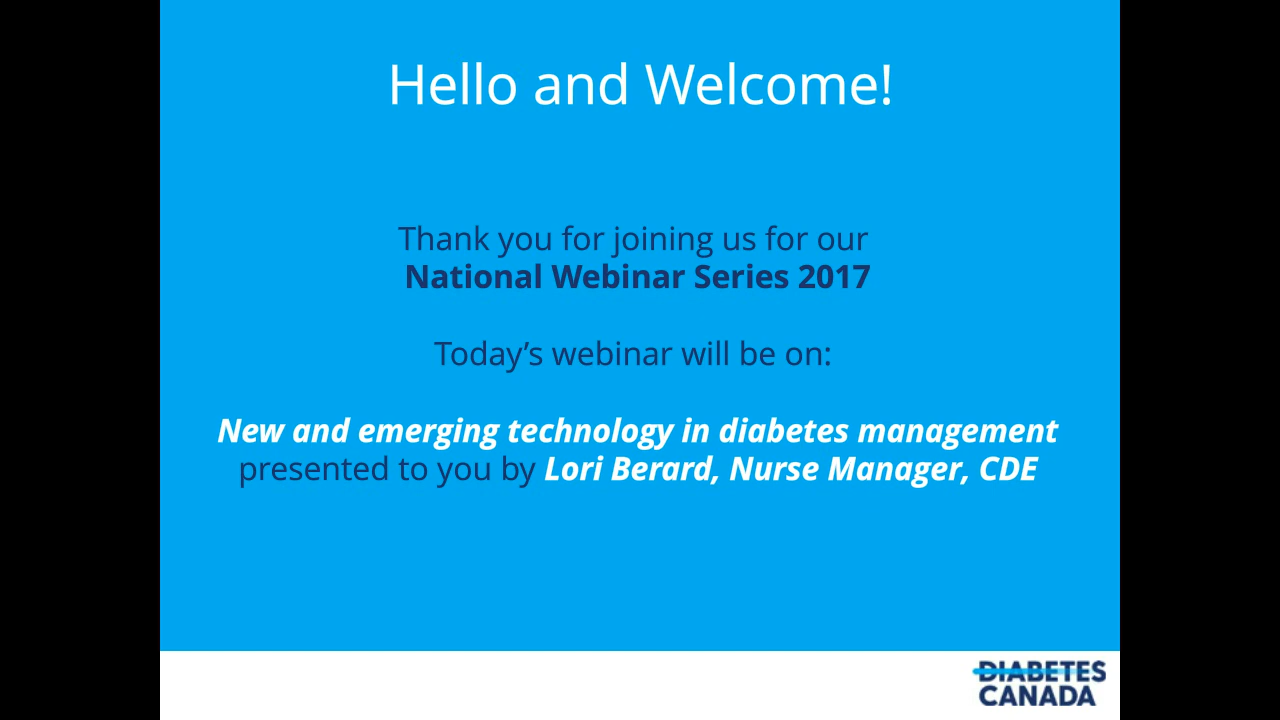 Hello and Welcome!
Thank you for joining us for our
National Webinar Series 2017
Today’s webinar will be on:
New and emerging technology in diabetes management
presented to you by Lori Berard, Nurse Manager, CDE
DIABETES
CANADA